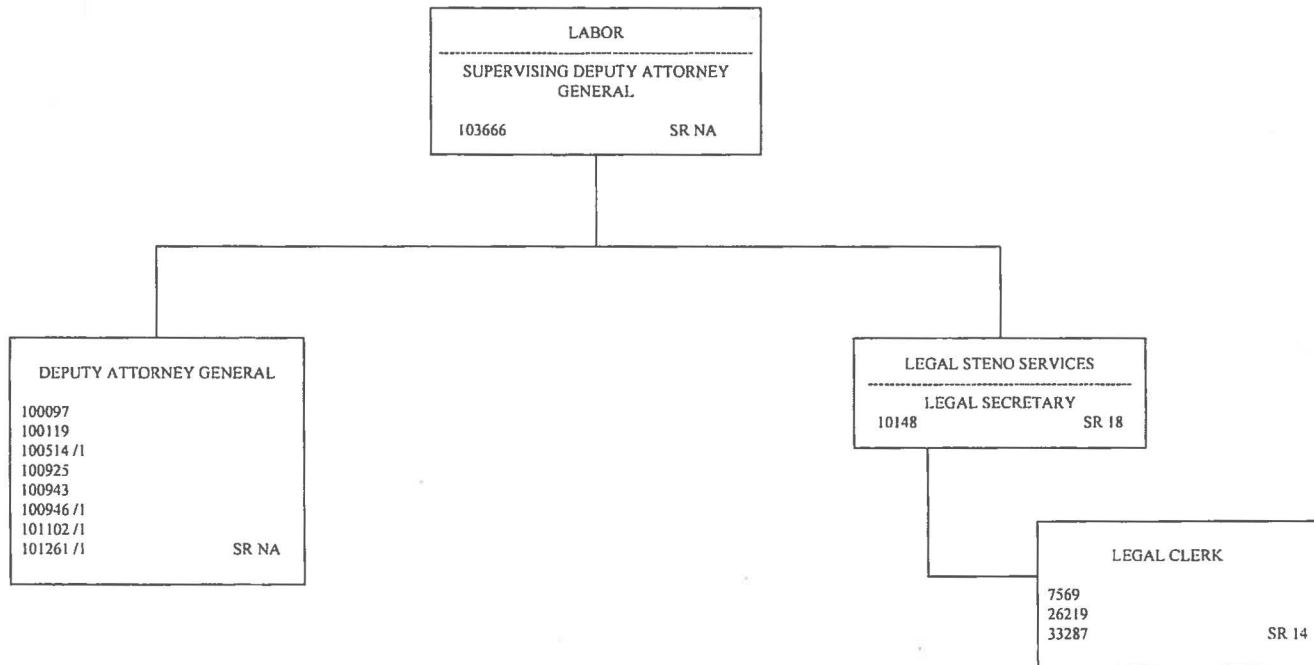 LABOR
SUPERVISING DEPUTY ATTORNEY
GENERAL
103666 SR NA
DEPUTY ATTORNEY GENERAL
100097
100119
100514 /1
100925
100943
100946 /1
101102 /1
101261 /1 SR NA
LEGAL STENO SERVICES
LEGAL SECRETARY
10148 SR 18
LEGAL CLERK
7569
26219
33287 SR 14